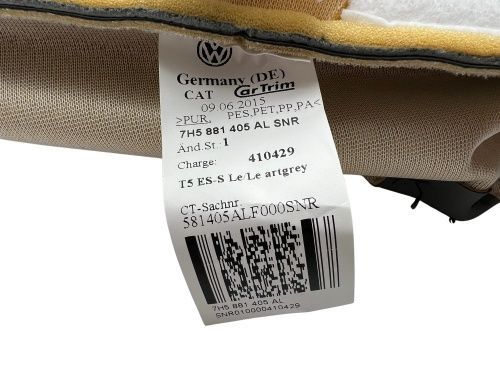 Germany (DE)
CAT CarTrim
09.06.2015
>PUR, PES,PET,PP,PA<
7H5 881 405 AL SNR
Änd.St.: 1
Charge: 410429
T5 ES-S Le/Le artgrey
CT-Sachnr.
581405ALF000SNR
7H5 881 405 AL
SNR010000410429